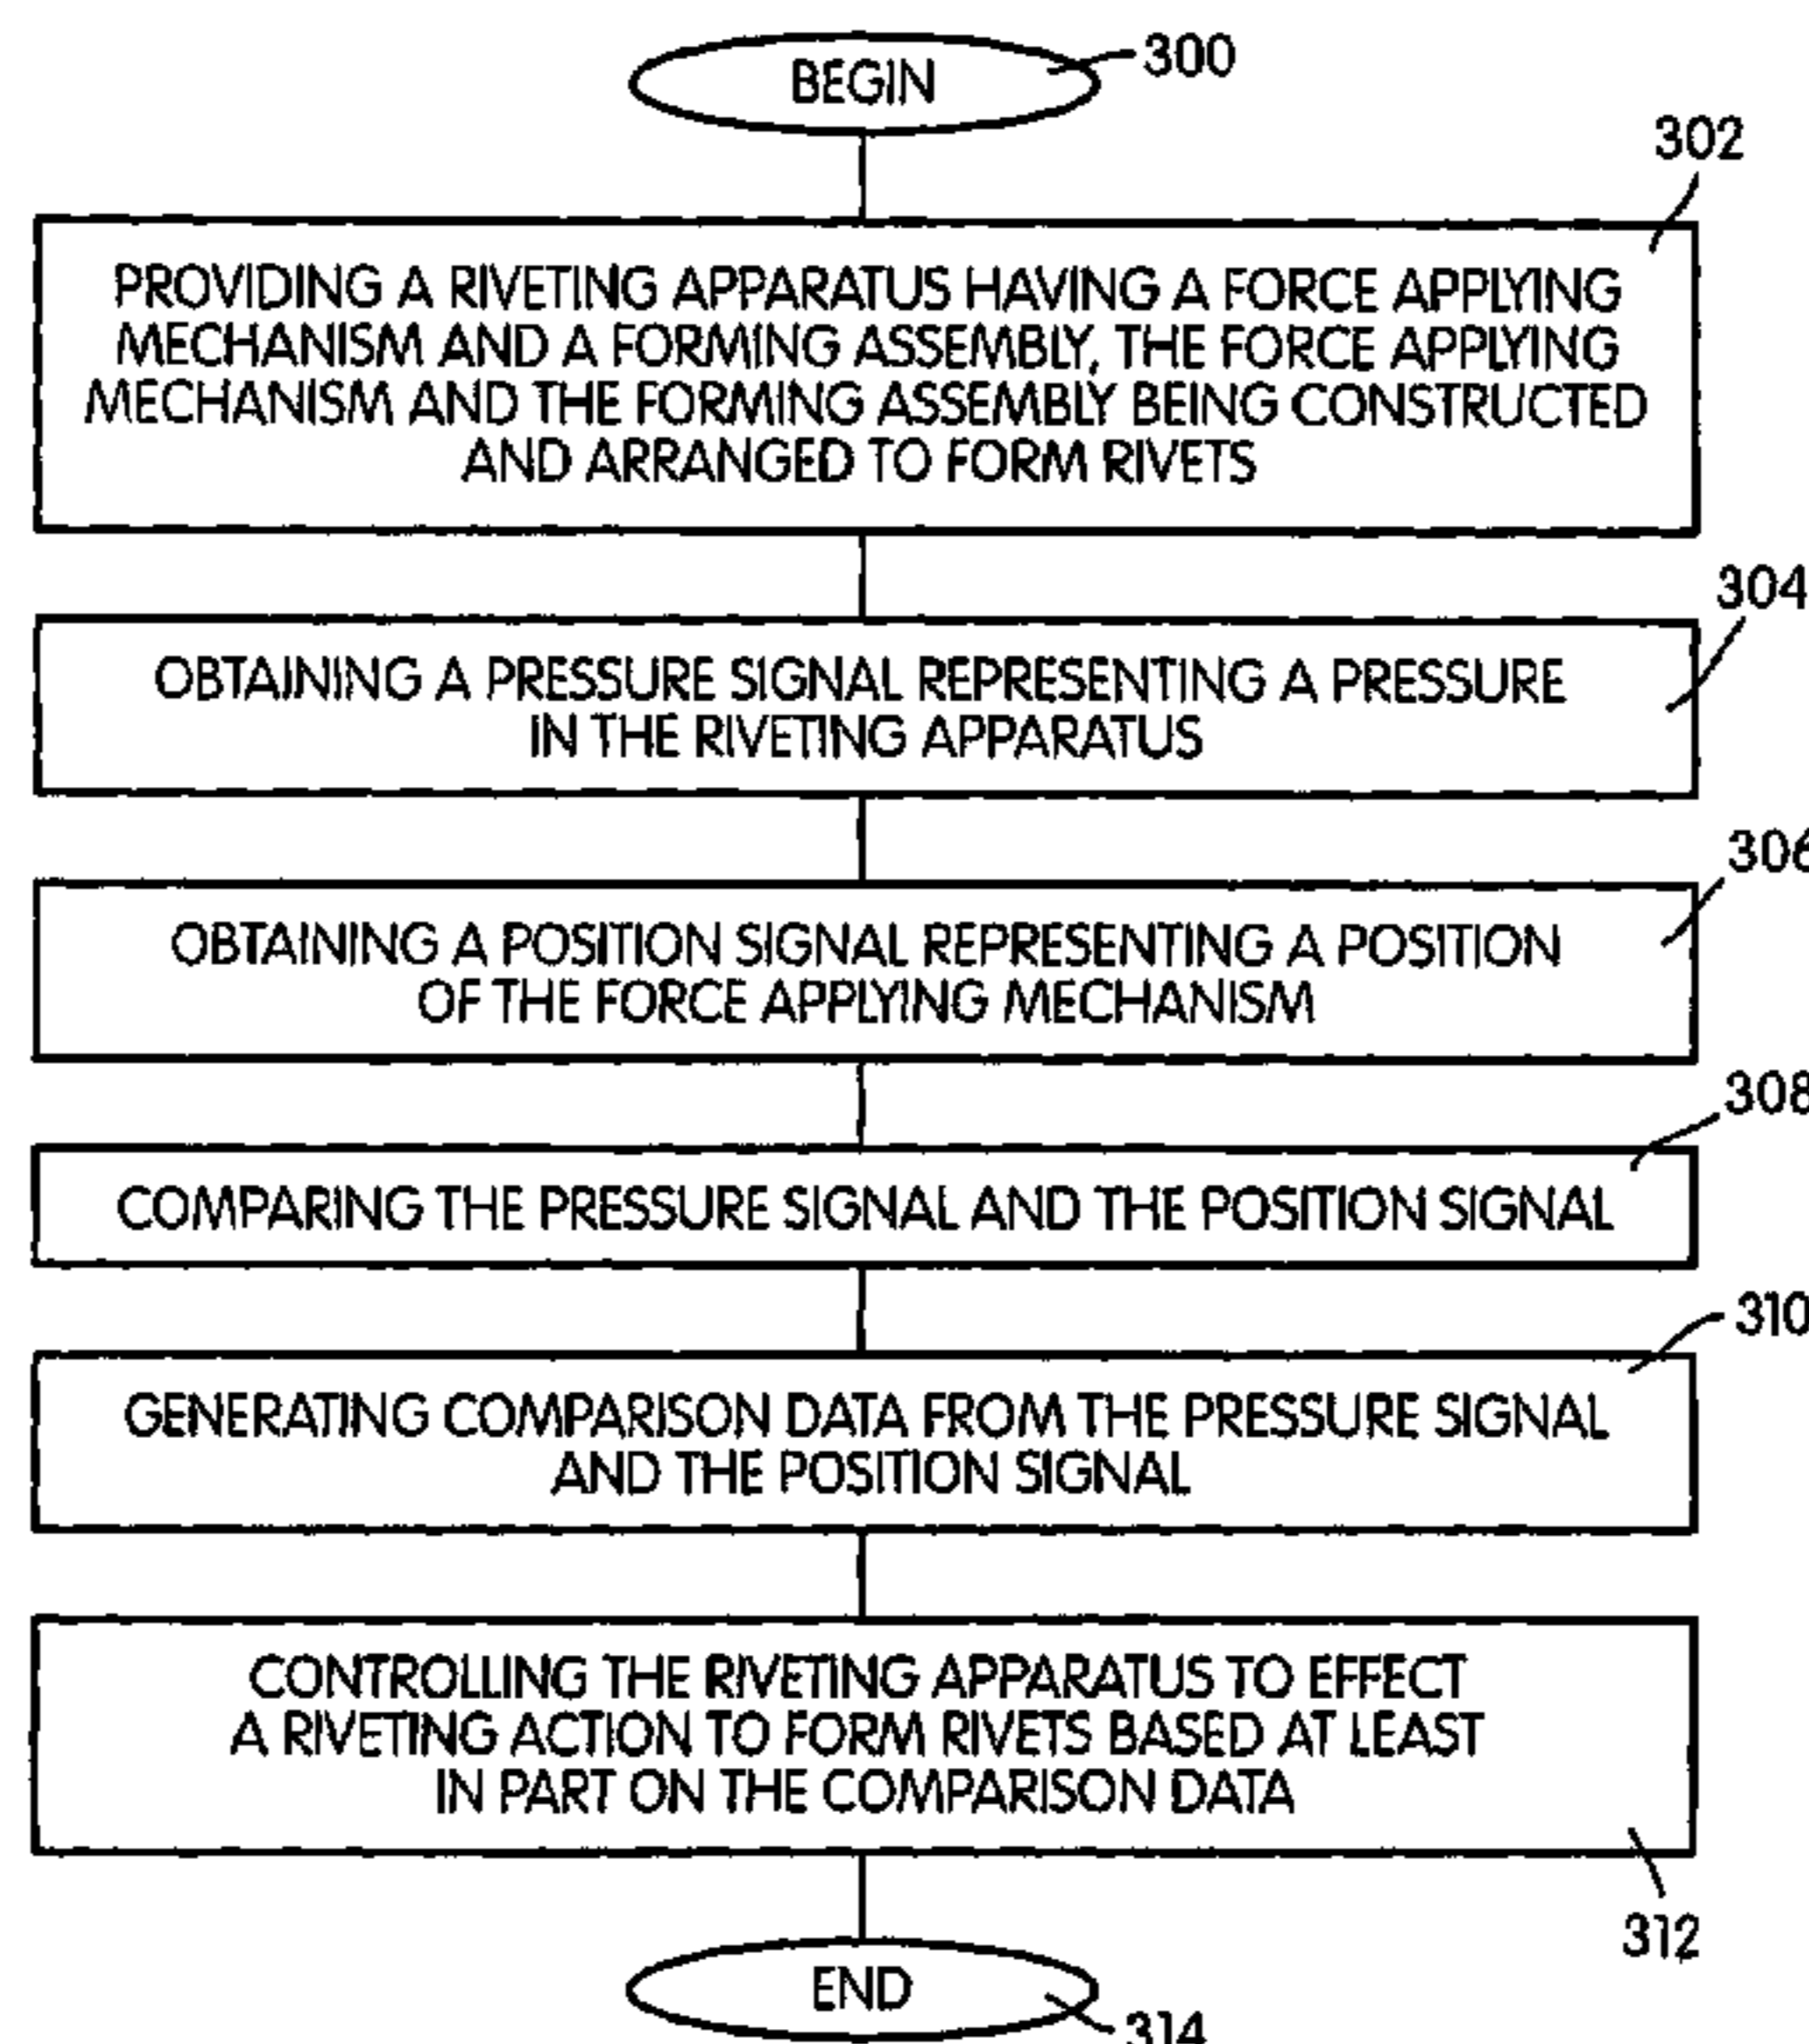 BEGIN
300
302
PROVIDING A RIVETING APPARATUS HAVING A FORCE APPLYING
MECHANISM AND A FORMING ASSEMBLY, THE FORCE APPLYING
MECHANISM AND THE FORMING ASSEMBLY BEING CONSTRUCTED
AND ARRANGED TO FORM RIVETS
304
OBTAINING A PRESSURE SIGNAL REPRESENTING A PRESSURE
IN THE RIVETING APPARATUS
306
OBTAINING A POSITION SIGNAL REPRESENTING A POSITION
OF THE FORCE APPLYING MECHANISM
308
COMPARING THE PRESSURE SIGNAL AND THE POSITION SIGNAL
310
GENERATING COMPARISON DATA FROM THE PRESSURE SIGNAL
AND THE POSITION SIGNAL
CONTROLLING THE RIVETING APPARATUS TO EFFECT
A RIVETING ACTION TO FORM RIVETS BASED AT LEAST
IN PART ON THE COMPARISON DATA
312
END
314